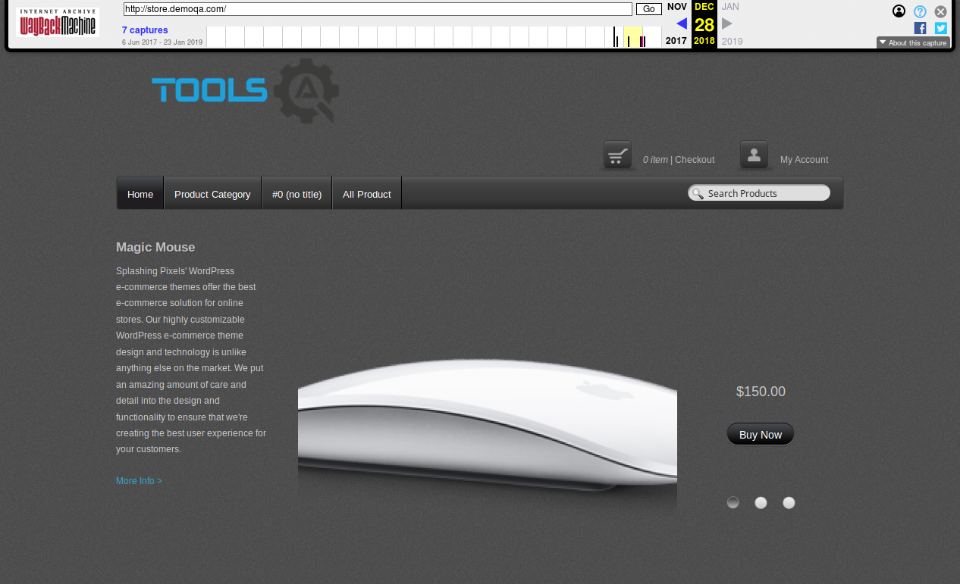 INTERNET ARCHIVE
WayBackMachine
http://store.demoqa.com/
Go
NOV
DEC
JAN
7 captures
28
6 Jun 2017 - 23 Jan 2019
2017
2018
2019
About this capture
TOOLS QA
0 item | Checkout
My Account
Home
Product Category
#0 (no title)
All Product
Search Products
Magic Mouse
Splashing Pixels' WordPress
e-commerce themes offer the best
e-commerce solution for online
stores. Our highly customizable
WordPress e-commerce theme
design and technology is unlike
anything else on the market. We put
an amazing amount of care and
detail into the design and
functionality to ensure that we're
creating the best user experience for
your customers.
More Info >
$150.00
Buy Now